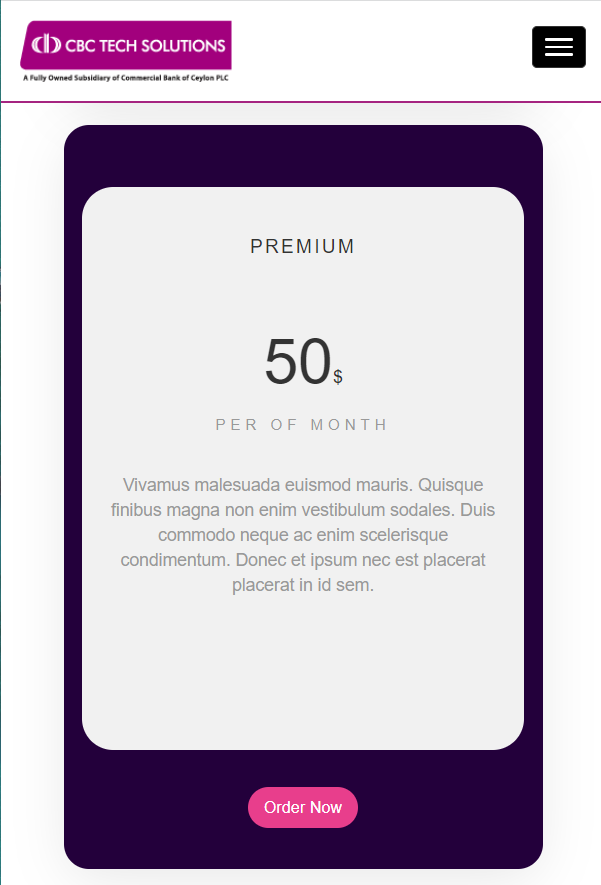 CBC TECH SOLUTIONS
A Fully Owned Subsidiary of Commercial Bank of Ceylon PLC
PREMIUM
50$
PER OF MONTH
Vivamus malesuada euismod mauris. Quisque
finibus magna non enim vestibulum sodales. Duis
commodo neque ac enim scelerisque
condimentum. Donec et ipsum nec est placerat
placerat in id sem.
Order Now